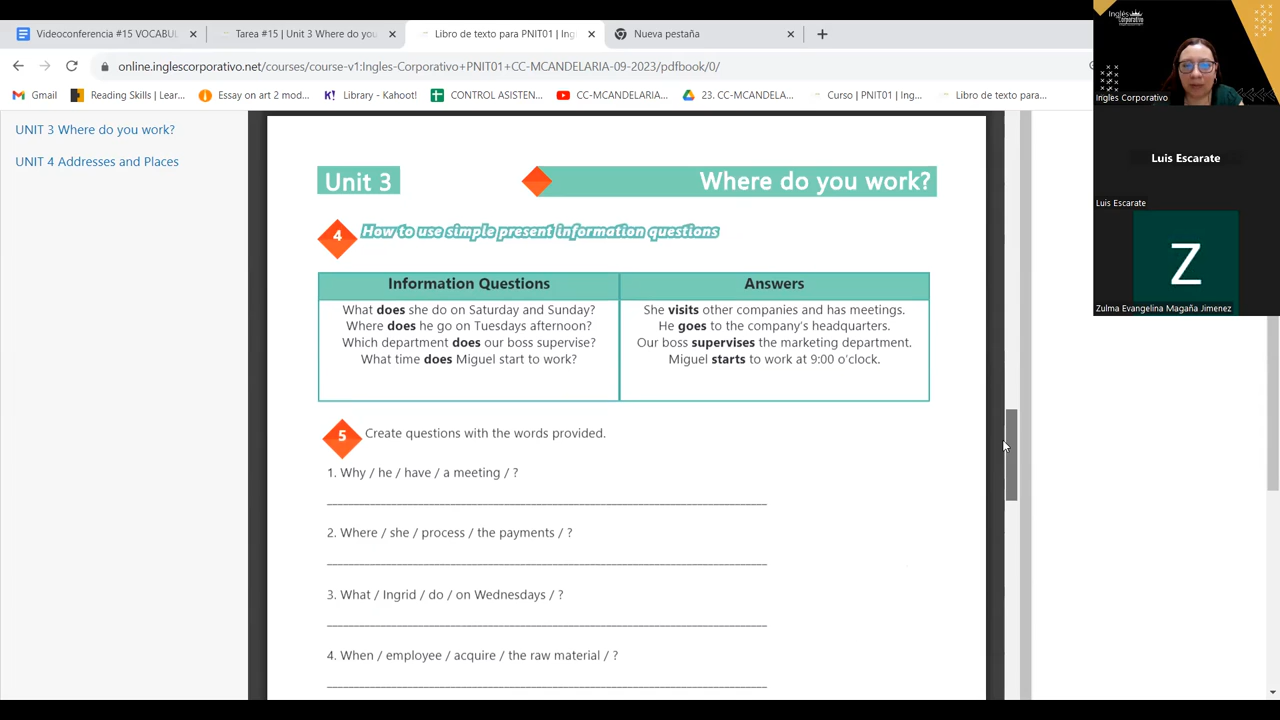 Videoconferencia #15 VOCABUL
Tarea #15 | Unit 3 Where do you
Libro de texto para PNIT01 | Ing
Nueva pestaña
online.inglescorporativo.net/courses/course-v1:Ingles-Corporativo+PNIT01+CC-MCANDELARIA-09-2023/pdfbook/0/
Gmail
Reading Skills | Lear...
Essay on art 2 mod...
Library - Kahoot!
CONTROL ASISTEN...
CC-MCANDELARIA...
23. CC-MCANDELA...
Curso | PNIT01 | Ing...
Libro de texto para...
UNIT 3 Where do you work?
UNIT 4 Addresses and Places
Unit 3
Where do you work?
4
How to use simple present information questions
Information Questions
What does she do on Saturday and Sunday?
Where does he go on Tuesdays afternoon?
Which department does our boss supervise?
What time does Miguel start to work?
Answers
She visits other companies and has meetings.
He goes to the company's headquarters.
Our boss supervises the marketing department.
Miguel starts to work at 9:00 o'clock.
5
Create questions with the words provided.
1. Why / he / have / a meeting / ?
2. Where / she / process / the payments / ?
3. What / Ingrid / do / on Wednesdays / ?
4. When / employee / acquire / the raw material / ?
Inglés
Corporativo
Ingles Corporativo
Luis Escarate
Luis Escarate
Z
Zulma Evangelina Magaña Jimenez